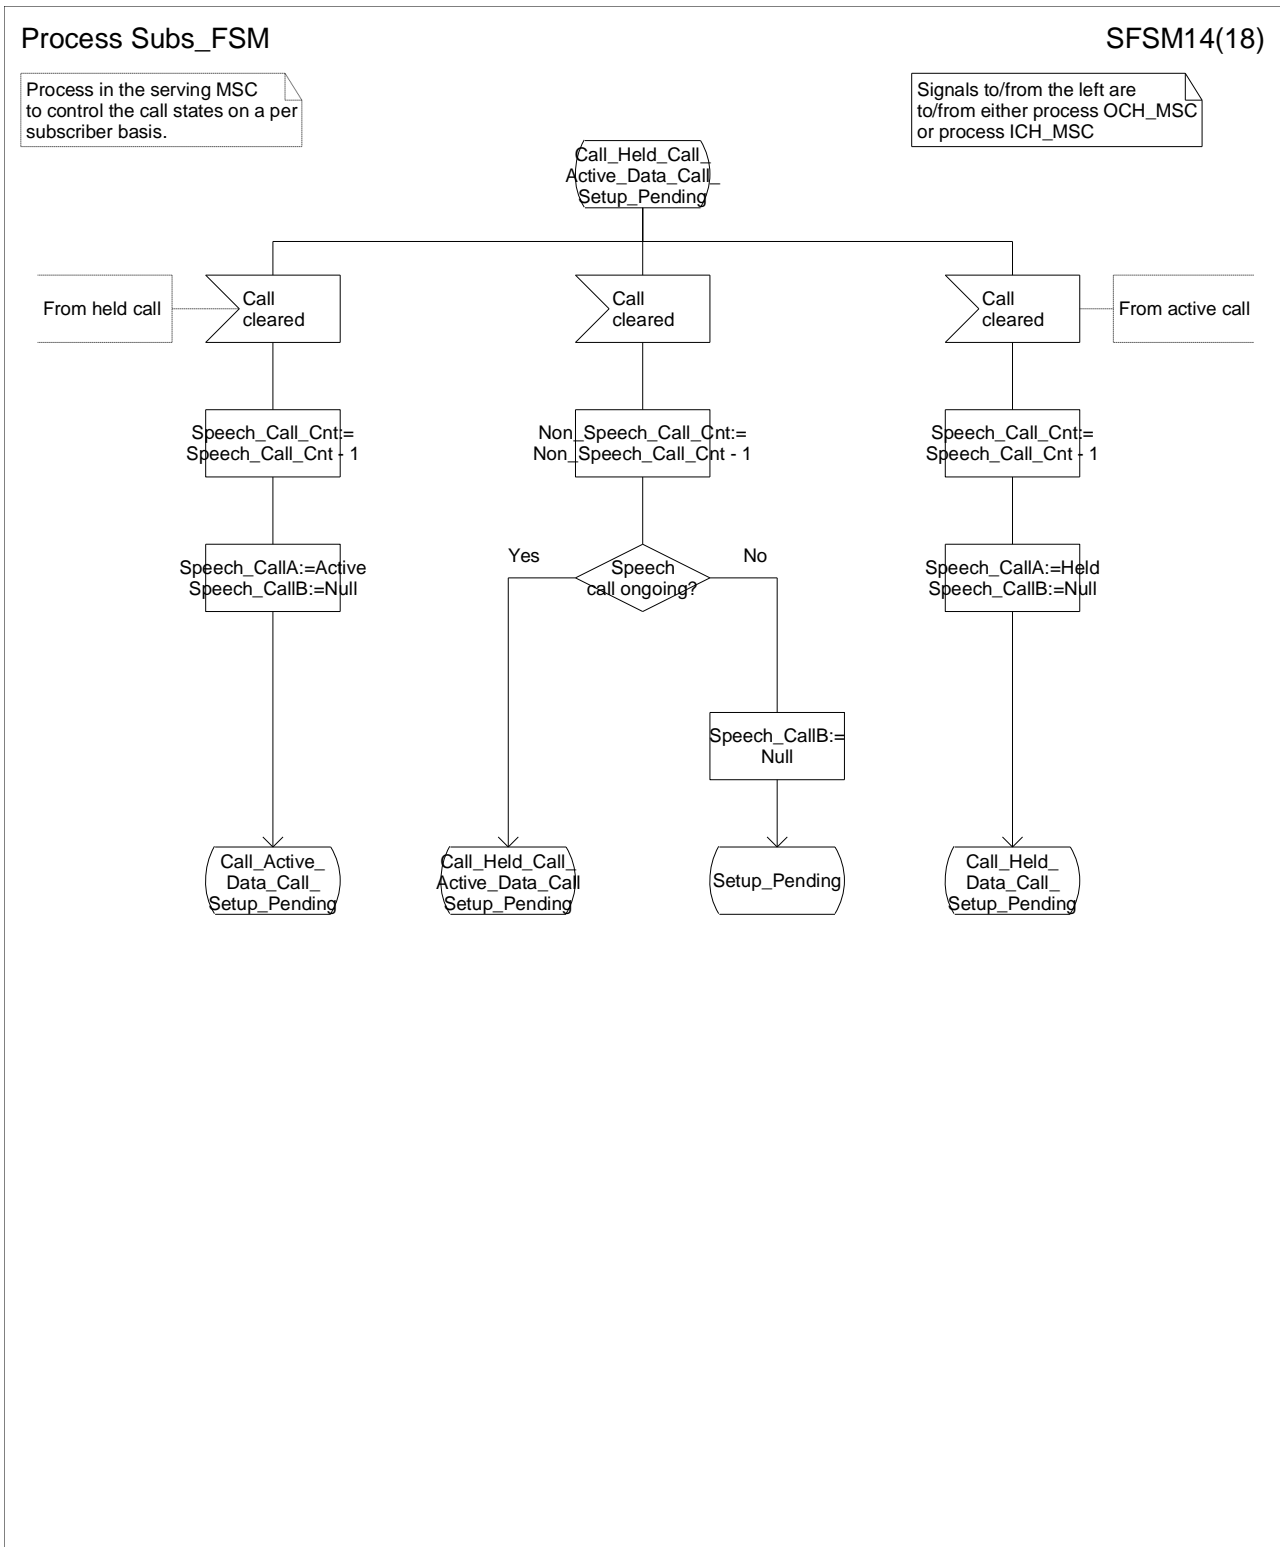 Process Subs_FSM
SFSM14(18)
Process in the serving MSC
to control the call states on a per
subscriber basis.
Signals to/from the left are
to/from either process OCH_MSC
or process ICH_MSC
Call_Held_Call_
Active_Data_Call_
Setup_Pending
From held call
Call
cleared
Call
cleared
Call
cleared
From active call
Speech_Call_Cnt:=
Speech_Call_Cnt - 1
Non_Speech_Call_Cnt:=
Non_Speech_Call_Cnt - 1
Speech_Call_Cnt:=
Speech_Call_Cnt - 1
Speech_CallA:=Active
Speech_CallB:=Null
Yes
Speech
call ongoing?
No
Speech_CallA:=Held
Speech_CallB:=Null
Speech_CallB:=
Null
Call_Active_
Data_Call_
Setup_Pending
Call_Held_Call_
Active_Data_Call
Setup_Pending
Setup_Pending
Call_Held_
Data_Call_
Setup_Pending